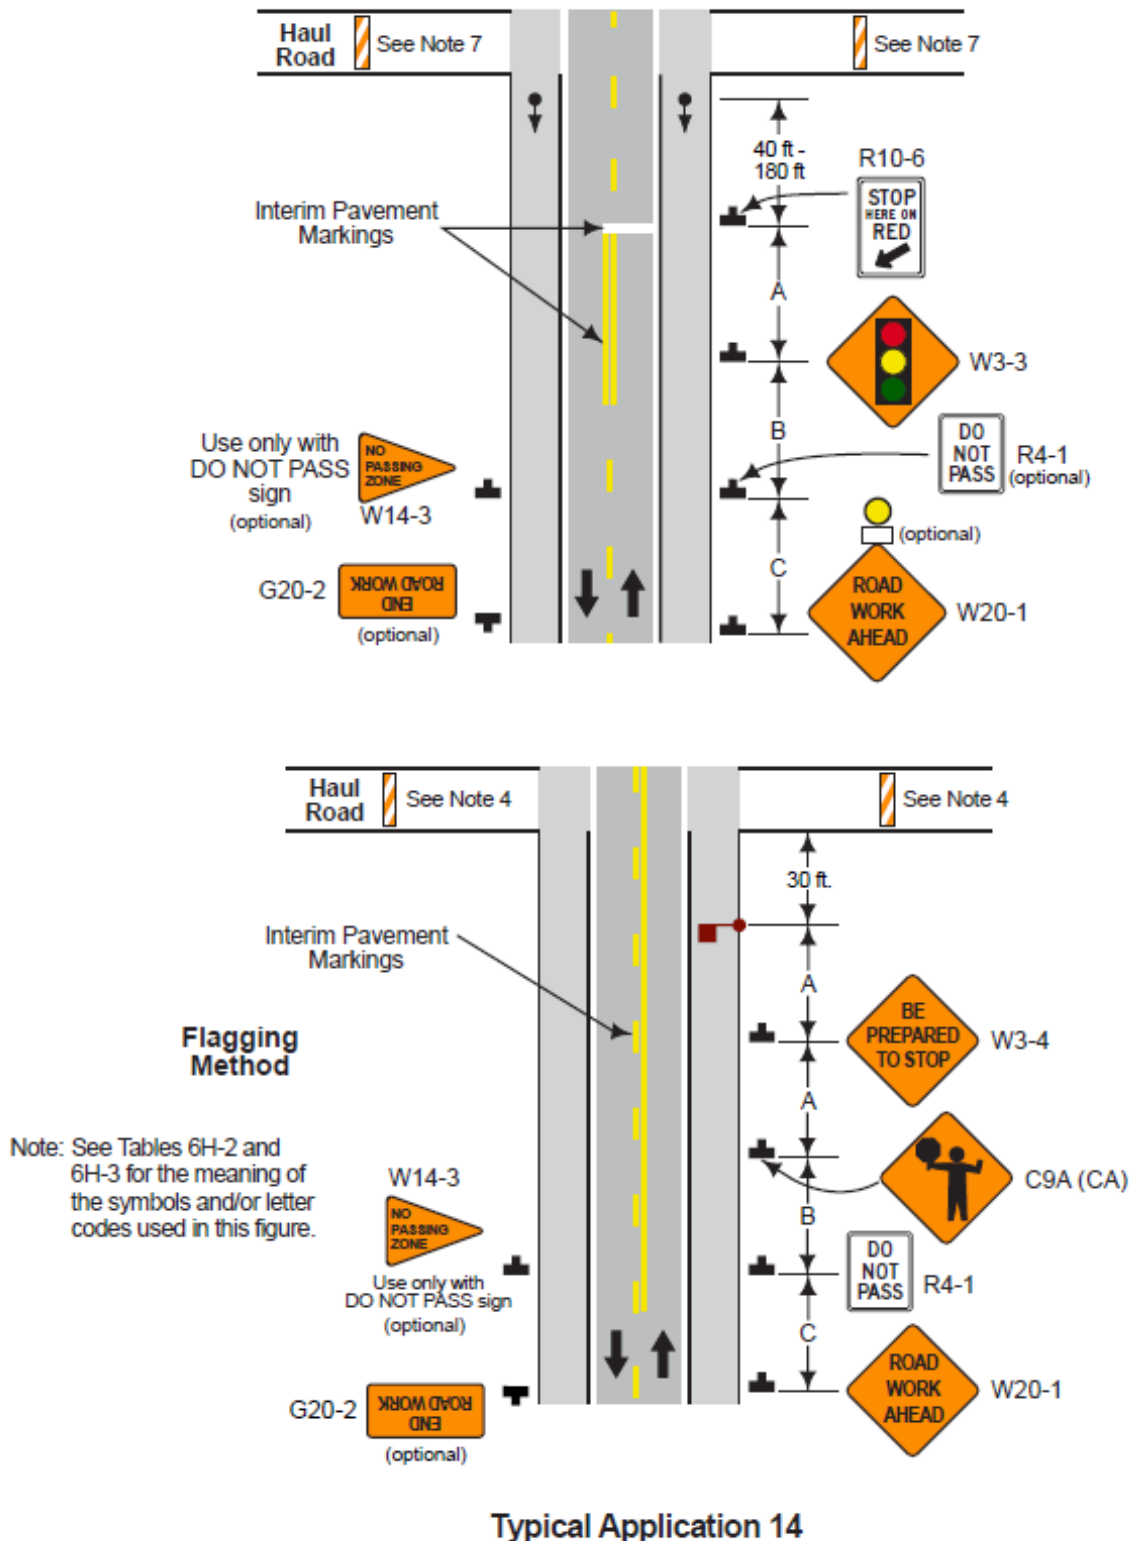 Haul
Road
See Note 7
See Note 7
40 ft -
180 ft
R10-6
STOP
HERE ON
RED
Interim Pavement
Markings
A
W3-3
B
DO
NOT
PASS
R4-1
(optional)
Use only with
DO NOT PASS
sign
(optional)
NO
PASSING
ZONE
W14-3
(optional)
C
G20-2
END
ROAD WORK
(optional)
ROAD
WORK
AHEAD
W20-1
Haul
Road
See Note 4
See Note 4
30 ft.
Interim Pavement
Markings
A
BE
PREPARED
TO STOP
W3-4
Flagging
Method
A
C9A (CA)
Note: See Tables 6H-2 and
6H-3 for the meaning of
the symbols and/or letter
codes used in this figure.
W14-3
NO
PASSING
ZONE
Use only with
DO NOT PASS sign
(optional)
B
DO
NOT
PASS
R4-1
C
G20-2
END
ROAD WORK
(optional)
ROAD
WORK
AHEAD
W20-1
Typical Application 14